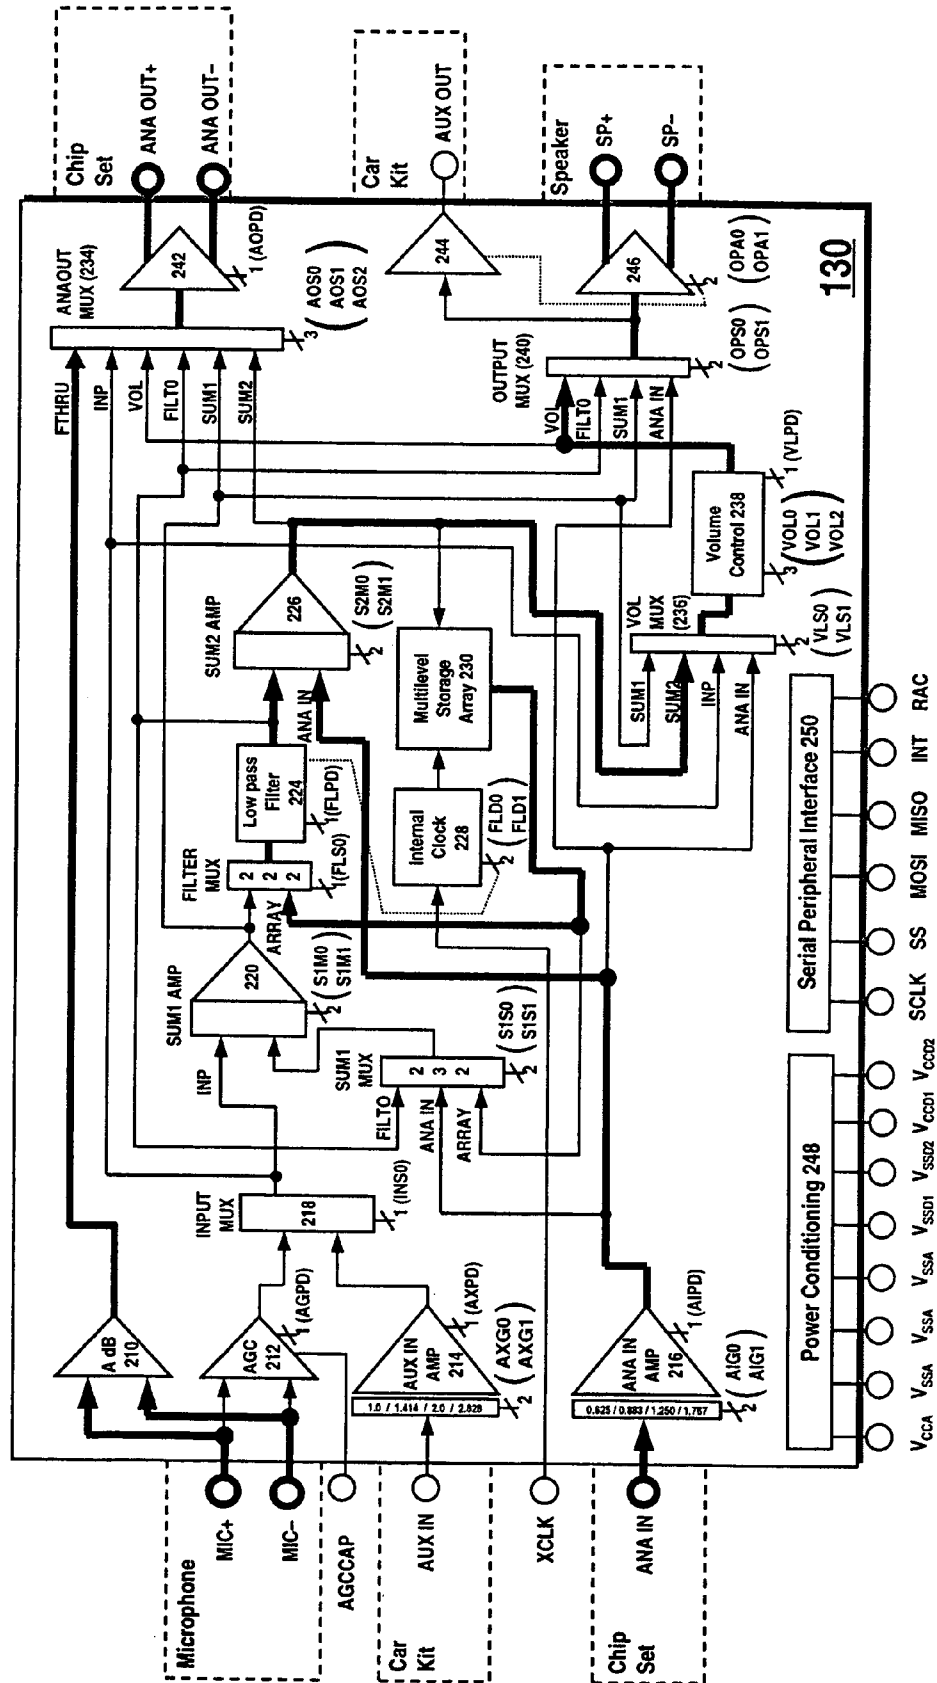 Microphone
MIC+
MIC–
AGCCAP
Car
Kit
AUX IN
XCLK
Chip
Set
ANA IN
A dB
210
AGC
212
1 (AGPD)
AUX IN
AMP
214
1.0 / 1.414 / 2.0 / 2.828
1 (AXPD)
2
(AXG0
AXG1)
ANA IN
AMP
216
0.625 / 0.883 / 1.250 / 1.767
1 (AIPD)
2
(AIG0
AIG1)
INPUT
MUX
218
1 (INS0)
INP
SUM1 AMP
220
2
(S1M0
S1M1)
FILTO
ANA IN
ARRAY
SUM1
MUX
2
3
2
2
(S1S0
S1S1)
FILTER
MUX
ARRAY
2
2
2
1(FLS0)
Low pass
Filter
224
1(FLPD)
Internal
Clock
228
2
(FLD0
FLD1)
ANA IN
SUM2 AMP
226
2
(S2M0
S2M1)
Multilevel
Storage
Array 230
SUM1
SUM2
INP
ANA IN
VOL
MUX
(236)
2
(VLS0
VLS1)
Volume
Control 238
3
(VOL0
VOL1
VOL2)
1 (VLPD)
FTHRU
INP
VOL
FILT0
SUM1
SUM2
ANAOUT
MUX (234)
3
(AOS0
AOS1
AOS2)
242
1 (AOPD)
VOL
FILT0
SUM1
ANA IN
OUTPUT
MUX (240)
2
(OPS0
OPS1)
244
246
2
(OPA0
OPA1)
Chip
Set
ANA OUT+
ANA OUT–
Car
Kit
AUX OUT
Speaker
SP+
SP–
130
Power Conditioning 248
Serial Peripheral Interface 250
VCCA
VSSA
VSSA
VSSA
VSSD1
VSSD2
VCCD1
VCCD2
SCLK
SS
MOSI
MISO
INT
RAC